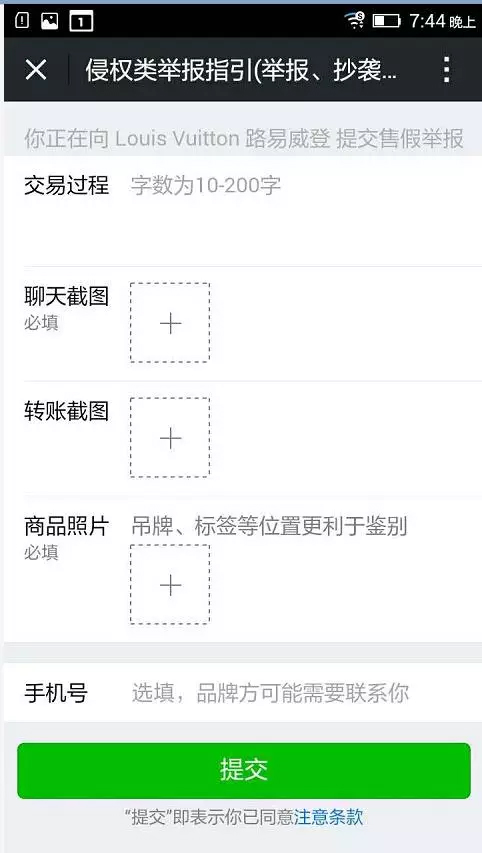 1 7:44 晚上
侵权类举报指引(举报、抄袭...
你正在向 Louis Vuitton 路易威登 提交售假举报
交易过程 字数为10-200字
聊天截图
必填
转账截图
商品照片 吊牌、标签等位置更利于鉴别
必填
手机号 选填，品牌方可能需要联系你
提交
“提交”即表示你已同意注意条款